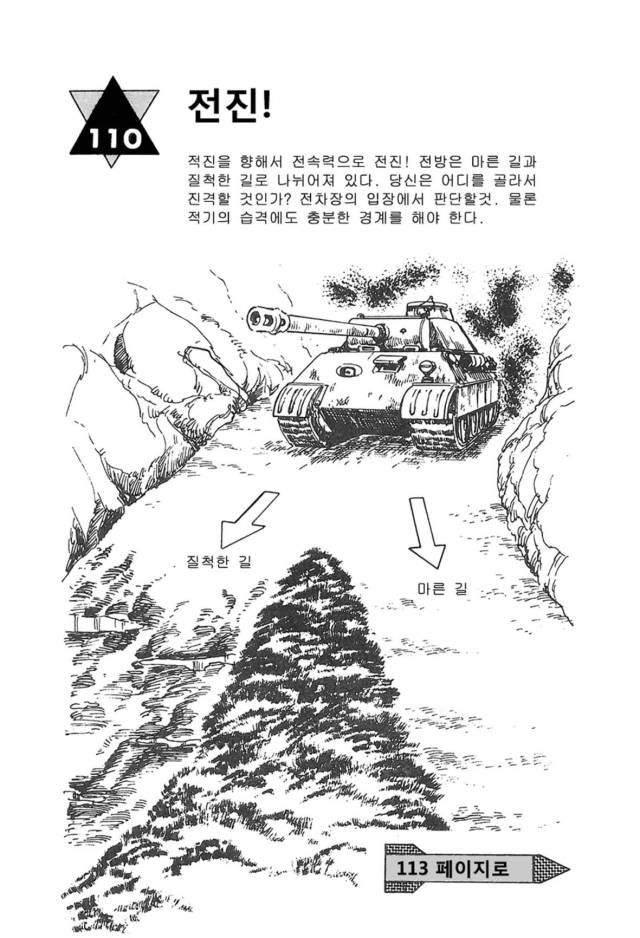 110
전진!
적진을 향해서 전속력으로 전진! 전방은 마른 길과
질척한 길로 나뉘어져 있다. 당신은 어디를 골라서
진격할 것인가? 전차장의 입장에서 판단할것. 물론
적기의 습격에도 충분한 경계를 해야 한다.
질척한 길
마른 길
113 페이지로